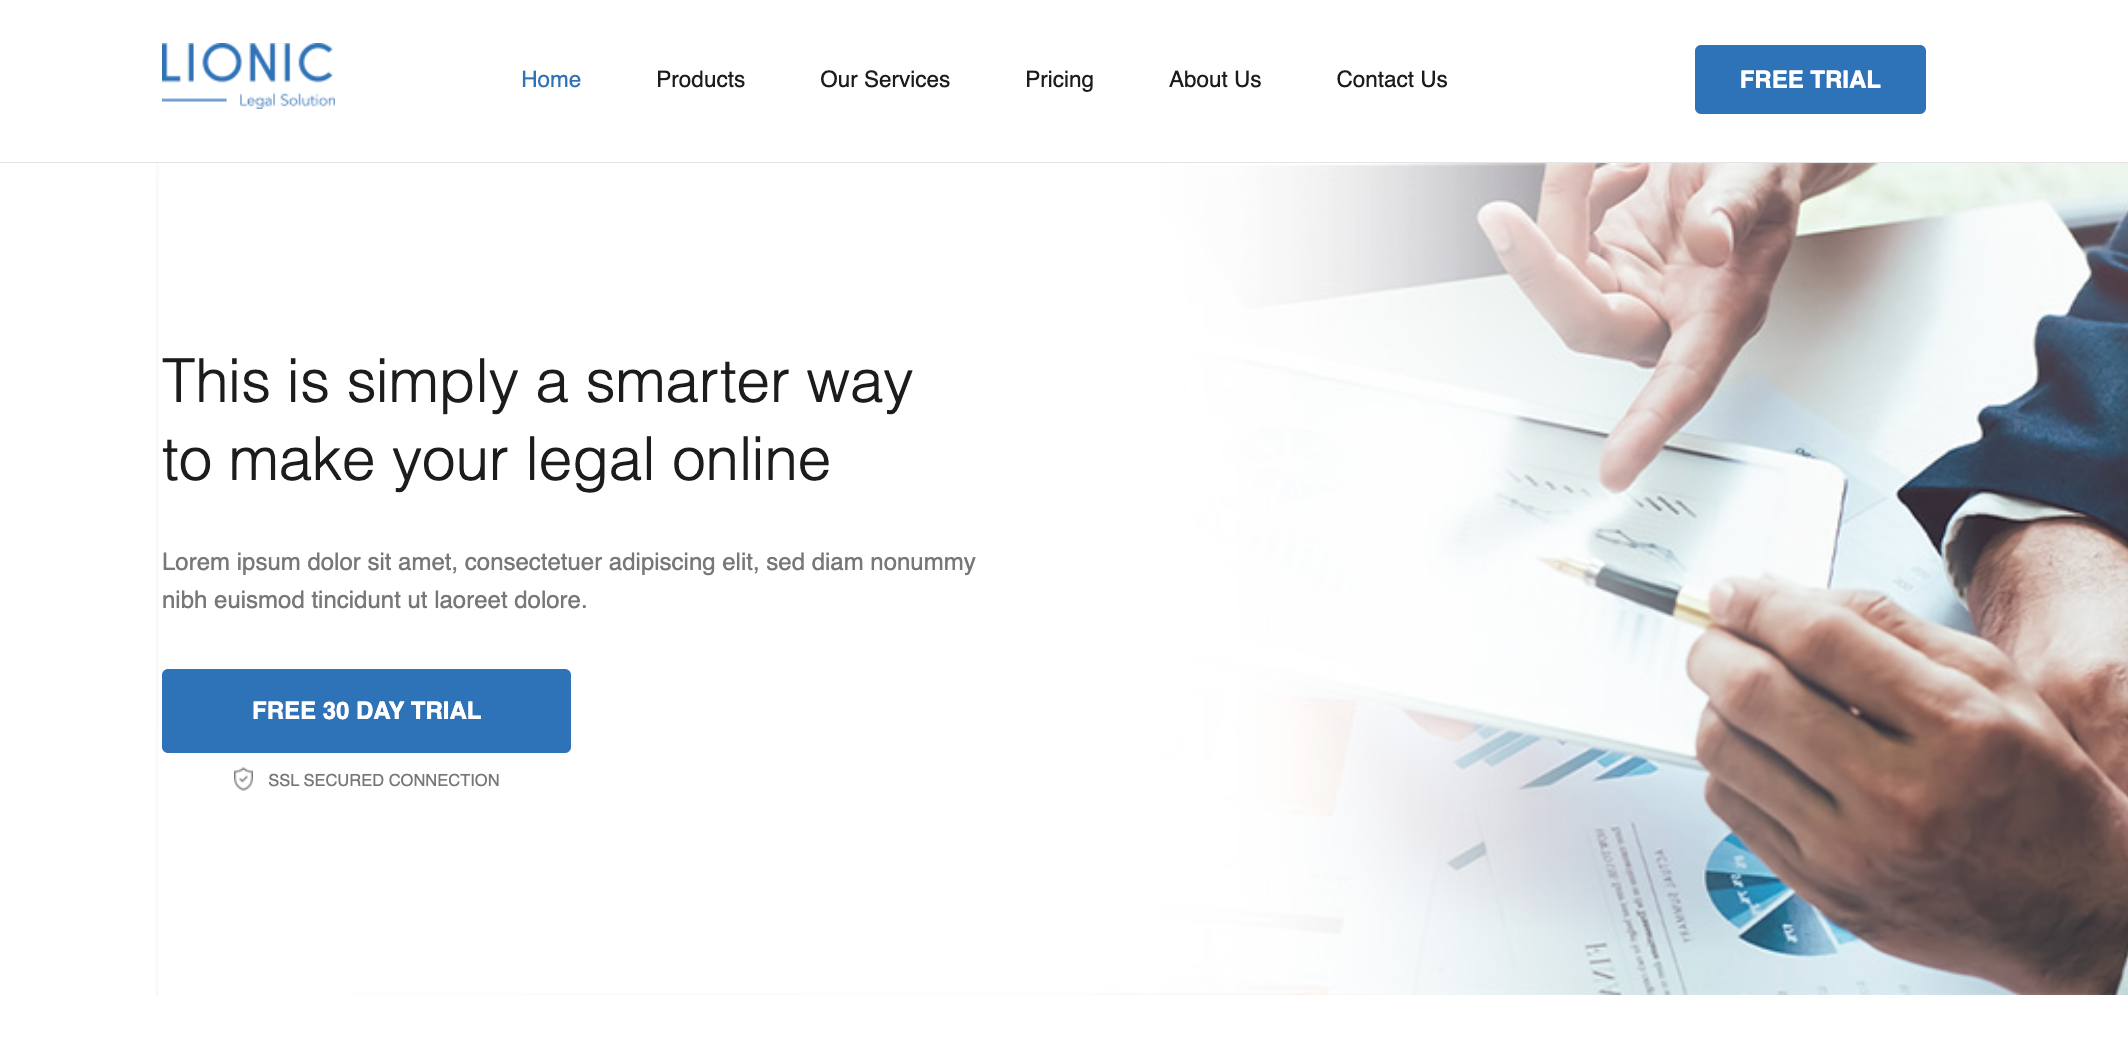 LIONIC
Legal Solution
Home
Products
Our Services
Pricing
About Us
Contact Us
FREE TRIAL
This is simply a smarter way
to make your legal online
Lorem ipsum dolor sit amet, consectetuer adipiscing elit, sed diam nonummy
nibh euismod tincidunt ut laoreet dolore.
FREE 30 DAY TRIAL
SSL SECURED CONNECTION